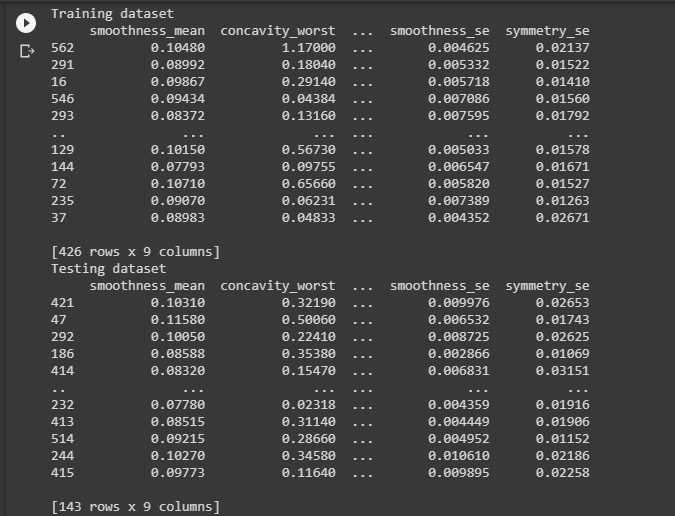 Training dataset
smoothness_mean concavity_worst ... smoothness_se symmetry_se
562 0.10480 1.17000 ... 0.004625 0.02137
291 0.08992 0.18040 ... 0.005332 0.01522
16 0.09867 0.29140 ... 0.005718 0.01410
546 0.09434 0.04384 ... 0.007086 0.01560
293 0.08372 0.13160 ... 0.007595 0.01792
.. ... ... ... ... ...
129 0.10150 0.56730 ... 0.005033 0.01578
144 0.07793 0.09755 ... 0.006547 0.01671
72 0.10710 0.65660 ... 0.005820 0.01527
235 0.09070 0.06231 ... 0.007389 0.01263
37 0.08983 0.04833 ... 0.004352 0.02671
[426 rows x 9 columns]
Testing dataset
smoothness_mean concavity_worst ... smoothness_se symmetry_se
421 0.10310 0.32190 ... 0.009976 0.02653
47 0.11580 0.50060 ... 0.006532 0.01743
292 0.10050 0.22410 ... 0.008725 0.02625
186 0.08588 0.35380 ... 0.002866 0.01069
414 0.08320 0.15470 ... 0.006831 0.03151
.. ... ... ... ... ...
232 0.07780 0.02318 ... 0.004359 0.01916
413 0.08515 0.31140 ... 0.004449 0.01906
514 0.09215 0.28660 ... 0.004952 0.01152
244 0.10270 0.34580 ... 0.010610 0.02186
415 0.09773 0.11640 ... 0.009895 0.02258
[143 rows x 9 columns]